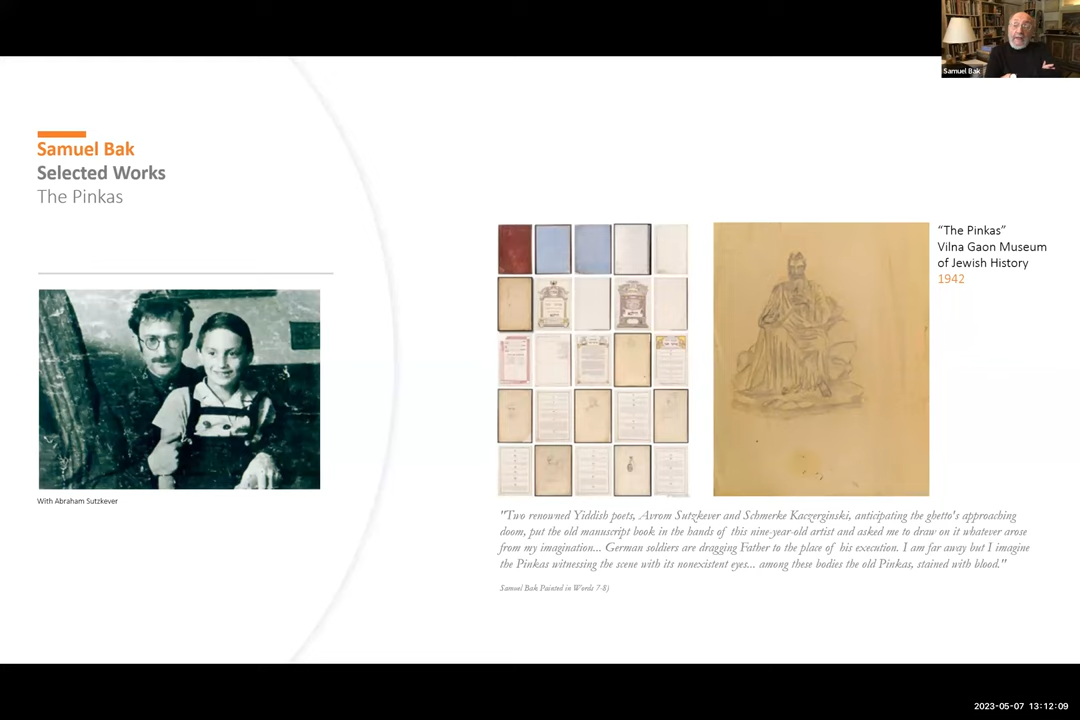 Samuel Bak
Samuel Bak
Selected Works
The Pinkas
"The Pinkas"
Vilna Gaon Museum
of Jewish History
1942
With Abraham Sutzkever
"Two renowned Yiddish poets, Avrom Sutzkever and Schmerke Kaczerginski, anticipating the ghetto's approaching
doom, put the old manuscript book in the hands of this nine-year-old artist and asked me to draw on it whatever arose
from my imagination... German soldiers are dragging Father to the place of his execution. I am far away but I imagine
the Pinkas witnessing the scene with its nonexistent eyes... among these bodies the old Pinkas, stained with blood."
Samuel Bak Painted in Words 7-8)
2023-05-07 13:12:09